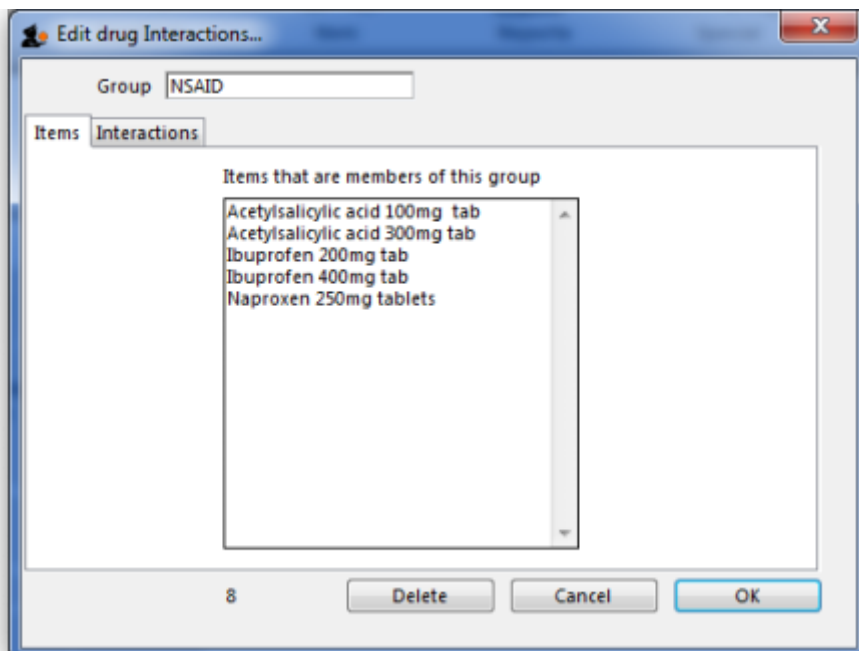 Edit drug Interactions...
Group NSAID
Items Interactions
Items that are members of this group
Acetylsalicylic acid 100mg  tab
Acetylsalicylic acid 300mg tab
Ibuprofen 200mg tab
Ibuprofen 400mg tab
Naproxen 250mg tablets
8 Delete Cancel OK